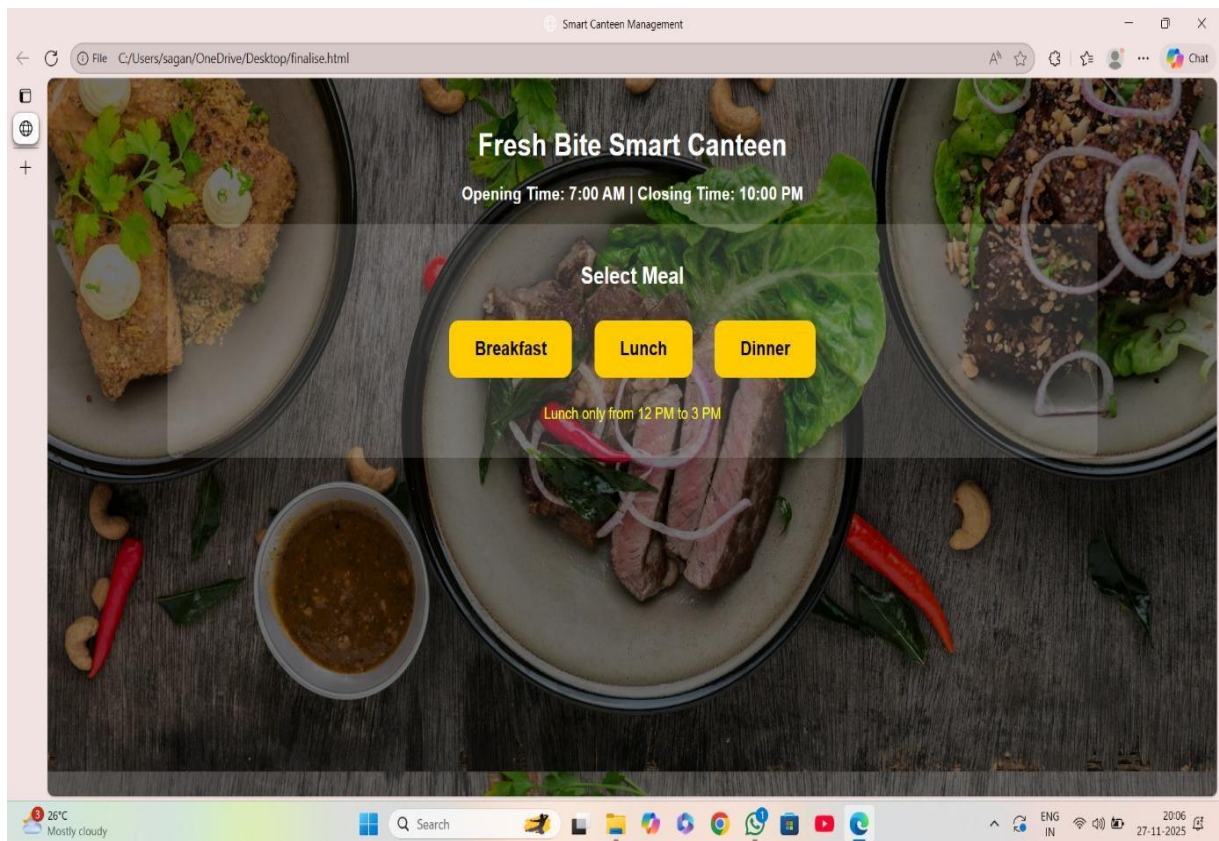 Smart Canteen Management
File C:/Users/sagan/OneDrive/Desktop/finalise.html
Chat
Fresh Bite Smart Canteen
Opening Time: 7:00 AM | Closing Time: 10:00 PM
Select Meal
Breakfast Lunch Dinner
Lunch only from 12 PM to 3 PM
3
26°C
Mostly cloudy
Search
9
ENG
IN
20:06
27-11-2025